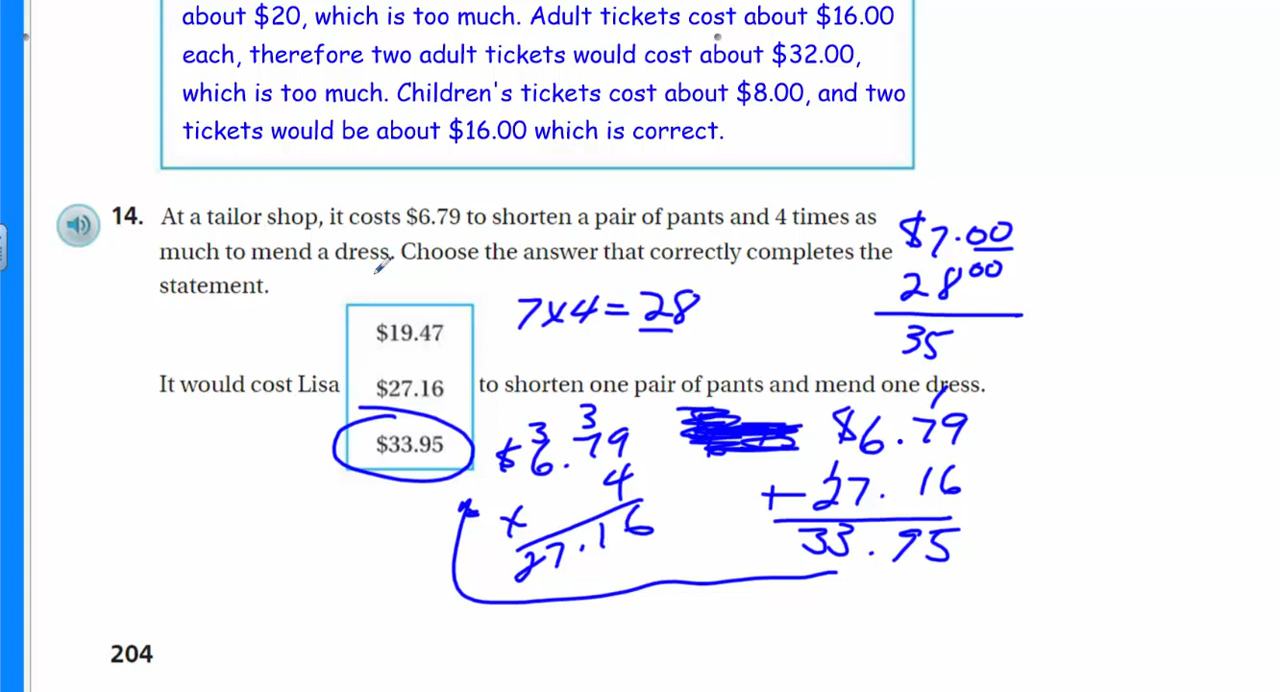 about $20, which is too much. Adult tickets cost about $16.00
each, therefore two adult tickets would cost about $32.00,
which is too much. Children's tickets cost about $8.00, and two
tickets would be about $16.00 which is correct.
14. At a tailor shop, it costs $6.79 to shorten a pair of pants and 4 times as
much to mend a dress. Choose the answer that correctly completes the
statement.
$7.00
28 00
35
7x4=28
$19.47
It would cost Lisa $27.16 to shorten one pair of pants and mend one dress.
$33.95
3 3
$6.79
4
x
27.16
1
$6.79
1
+27.16
33.95
204